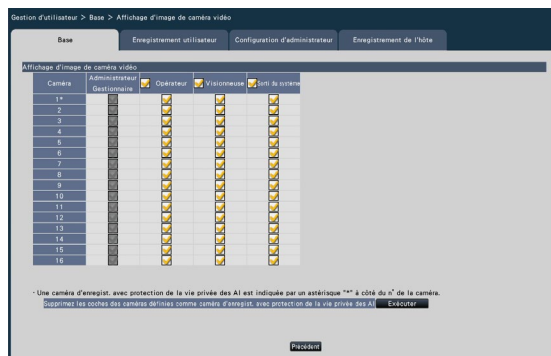 Gestion d'utilisateur > Base > Affichage d'image de caméra vidéo
Base Enregistrement utilisateur Configuration d'administrateur Enregistrement de l'hôte
Affichage d'image de caméra vidéo
Caméra Administrateur Gestionnaire Opérateur Visionneuse Sorti du système
1*
2
3
4
5
6
7
8
9
10
11
12
13
14
15
16
· Une caméra d'enregist. avec protection de la vie privée des AI est indiquée par un astérisque "*" à côté du n° de la caméra.
Supprimez les coches des caméras définies comme caméra d'enregist. avec protection de la vie privée des AI Exécuter
Précédent